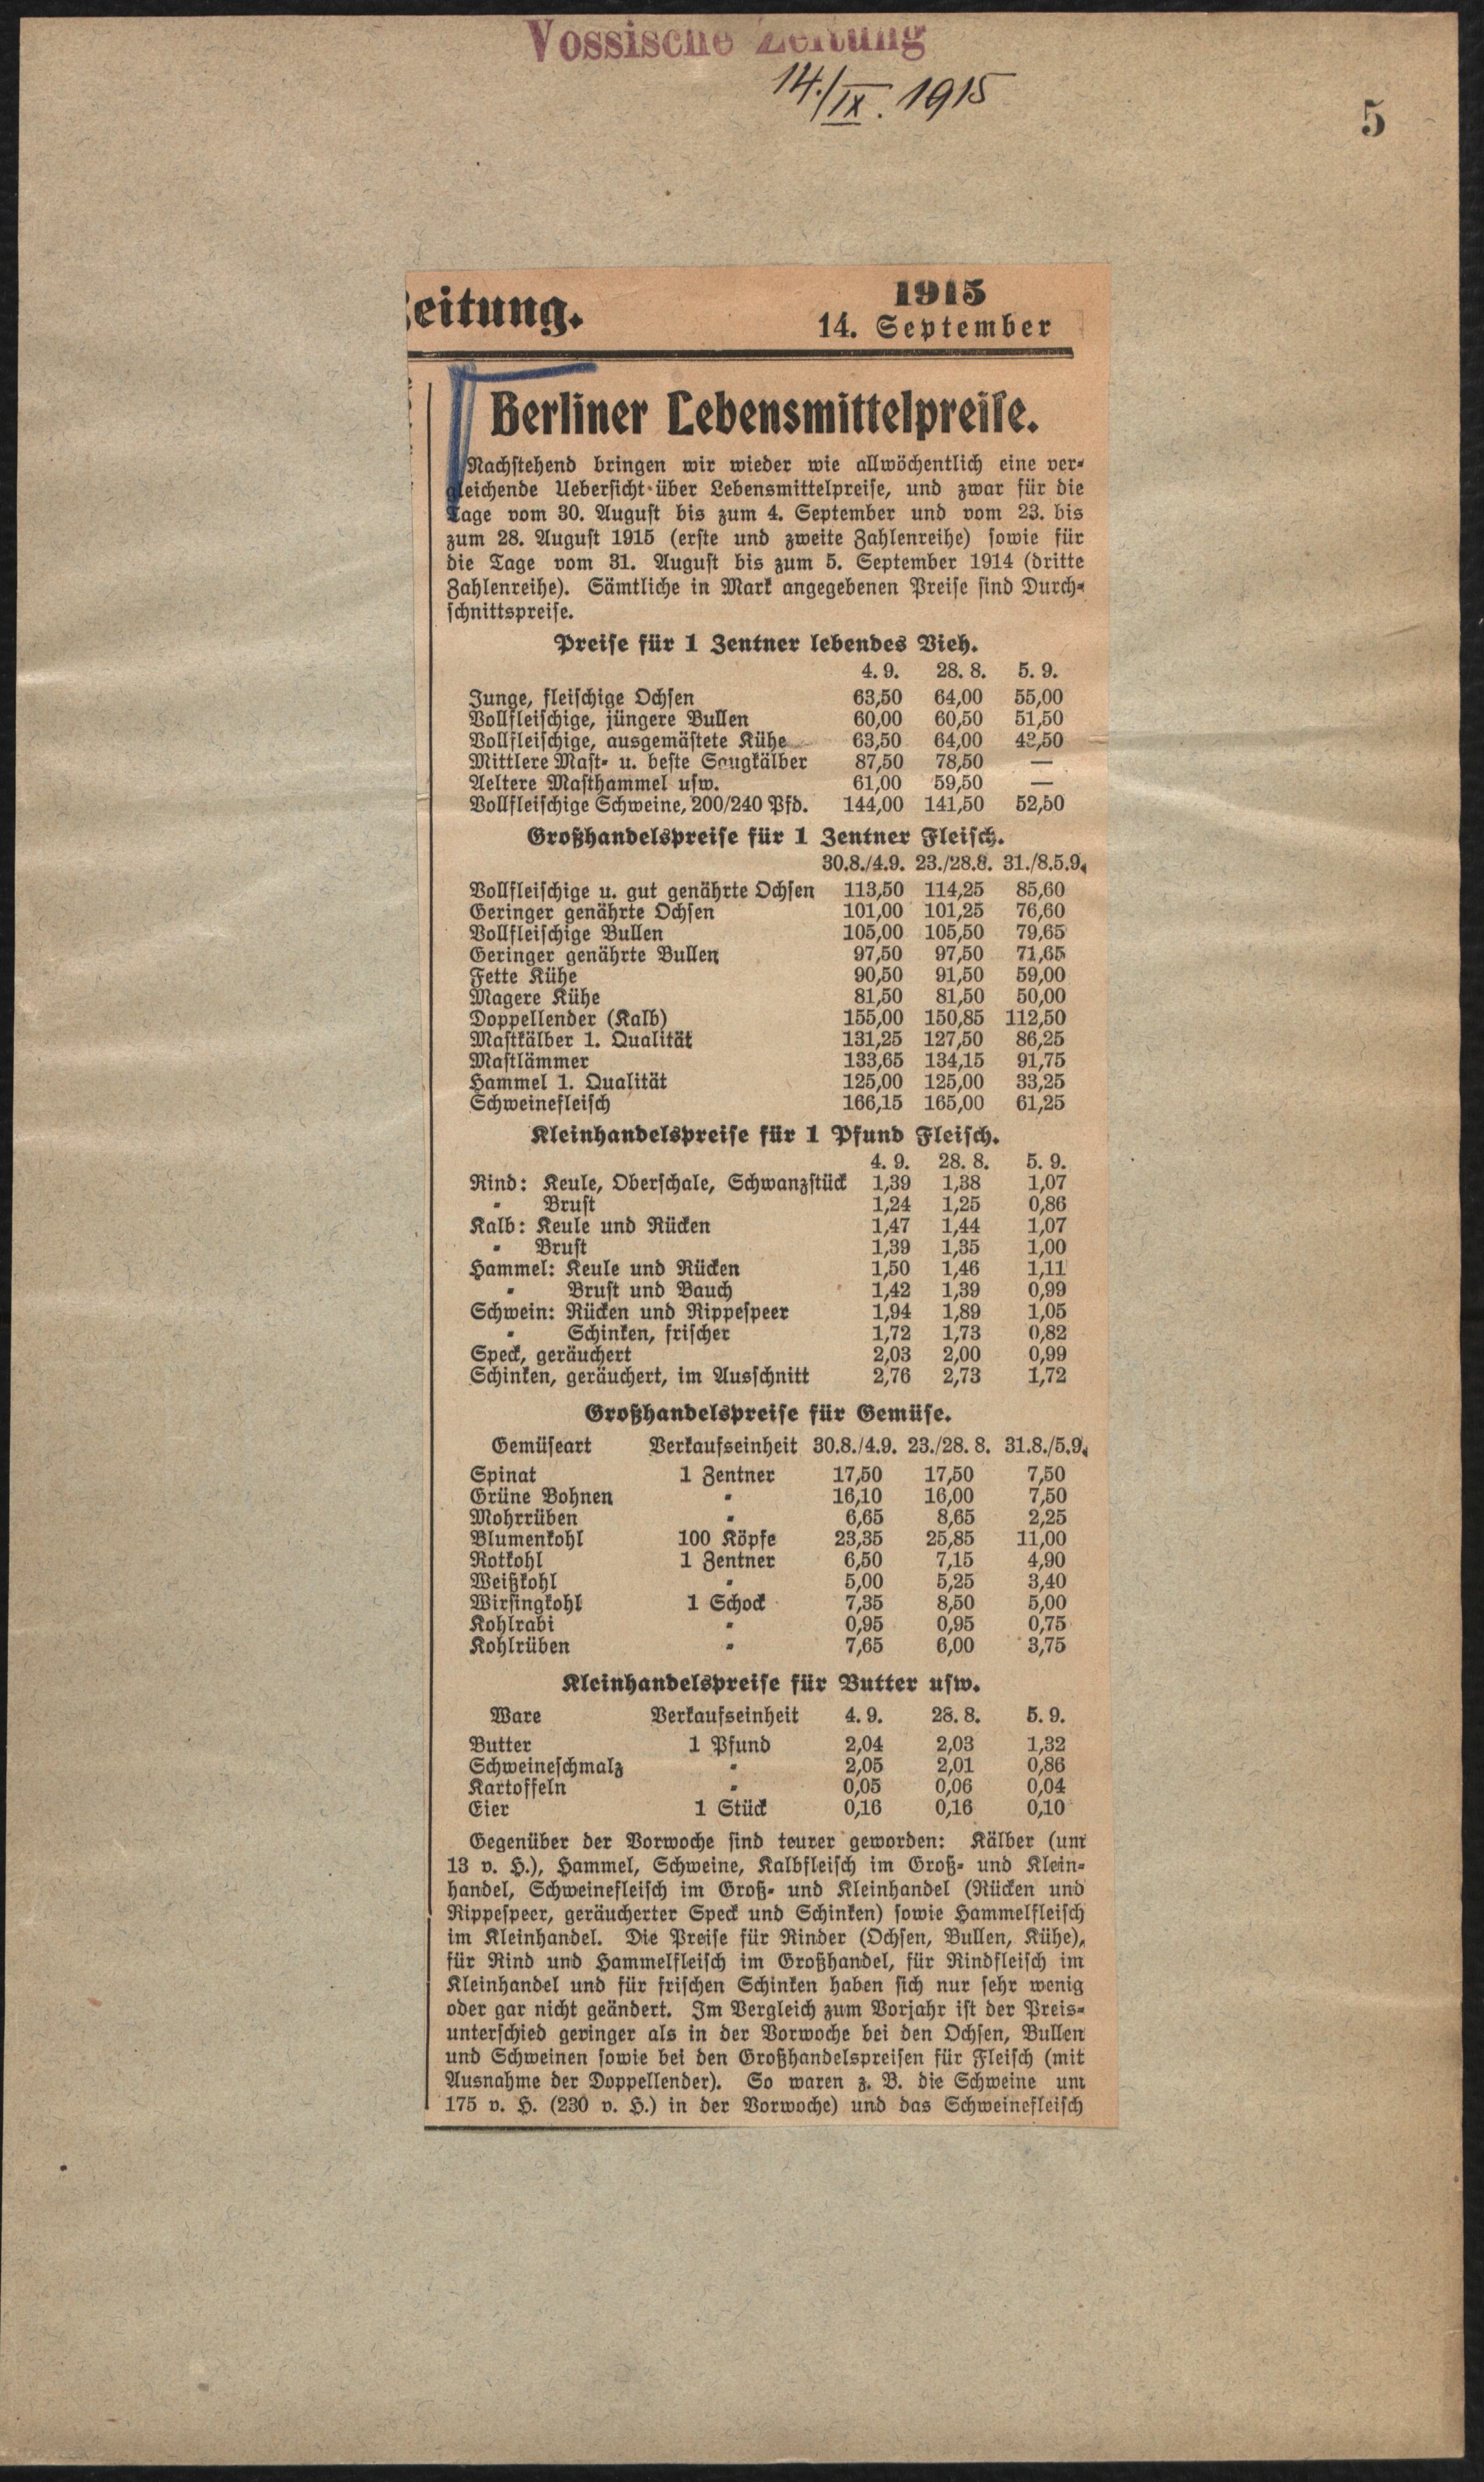 Vossische Zeitung
14./IX. 1915
5
eitung.
1915
14. September
Berliner Lebensmittelpreise.
Nachstehend bringen wir wieder wie allwöchentlich eine ver-
gleichende Uebersicht über Lebensmittelpreise, und zwar für die
Tage vom 30. August bis zum 4. September und vom 23. bis
zum 28. August 1915 (erste und zweite Zahlenreihe) sowie für
die Tage vom 31. August bis zum 5. September 1914 (dritte
Zahlenreihe). Sämtliche in Mark angegebenen Preise sind Durch-
schnittspreise.
Preise für 1 Zentner lebendes Vieh.
4. 9. 28. 8. 5. 9.
Junge, fleischige Ochsen 63,50 64,00 55,00
Vollfleischige, jüngere Bullen 60,00 60,50 51,50
Vollfleischige, ausgemästete Kühe 63,50 64,00 42,50
Mittlere Mast- u. beste Saugkälber 87,50 78,50 —
Aeltere Masthammel usw. 61,00 59,50 —
Vollfleischige Schweine, 200/240 Pfd. 144,00 141,50 52,50
Großhandelspreise für 1 Zentner Fleisch.
30.8./4.9. 23./28.8. 31./8.5.9.
Vollfleischige u. gut genährte Ochsen 113,50 114,25 85,60
Geringer genährte Ochsen 101,00 101,25 76,60
Vollfleischige Bullen 105,00 105,50 79,65
Geringer genährte Bullen 97,50 97,50 71,65
Fette Kühe 90,50 91,50 59,00
Magere Kühe 81,50 81,50 50,00
Doppellender (Kalb) 155,00 150,85 112,50
Mastkälber 1. Qualität 131,25 127,50 86,25
Mastlämmer 133,65 134,15 91,75
Hammel 1. Qualität 125,00 125,00 33,25
Schweinefleisch 166,15 165,00 61,25
Kleinhandelspreise für 1 Pfund Fleisch.
4. 9. 28. 8. 5. 9.
Rind: Keule, Oberschale, Schwanzstück 1,39 1,38 1,07
" Brust 1,24 1,25 0,86
Kalb: Keule und Rücken 1,47 1,44 1,07
" Brust 1,39 1,35 1,00
Hammel: Keule und Rücken 1,50 1,46 1,11
" Brust und Bauch 1,42 1,39 0,99
Schwein: Rücken und Rippespeer 1,94 1,89 1,05
" Schinken, frischer 1,72 1,73 0,82
Speck, geräuchert 2,03 2,00 0,99
Schinken, geräuchert, im Ausschnitt 2,76 2,73 1,72
Großhandelspreise für Gemüse.
Gemüseart Verkaufseinheit 30.8./4.9. 23./28. 8. 31.8./5.9.
Spinat 1 Zentner 17,50 17,50 7,50
Grüne Bohnen " 16,10 16,00 7,50
Mohrrüben " 6,65 8,65 2,25
Blumenkohl 100 Köpfe 23,35 25,85 11,00
Rotkohl 1 Zentner 6,50 7,15 4,90
Weißkohl " 5,00 5,25 3,40
Wirsingkohl 1 Schock 7,35 8,50 5,00
Kohlrabi " 0,95 0,95 0,75
Kohlrüben " 7,65 6,00 3,75
Kleinhandelspreise für Butter usw.
Ware Verkaufseinheit 4. 9. 28. 8. 5. 9.
Butter 1 Pfund 2,04 2,03 1,32
Schweineschmalz " 2,05 2,01 0,86
Kartoffeln " 0,05 0,06 0,04
Eier 1 Stück 0,16 0,16 0,10
Gegenüber der Vorwoche sind teurer geworden: Kälber (um
13 v. H.), Hammel, Schweine, Kalbfleisch im Groß- und Klein-
handel, Schweinefleisch im Groß- und Kleinhandel (Rücken und
Rippespeer, geräucherter Speck und Schinken) sowie Hammelfleisch
im Kleinhandel. Die Preise für Rinder (Ochsen, Bullen, Kühe),
für Rind und Hammelfleisch im Großhandel, für Rindfleisch im
Kleinhandel und für frischen Schinken haben sich nur sehr wenig
oder gar nicht geändert. Im Vergleich zum Vorjahr ist der Preis-
unterschied geringer als in der Vorwoche bei den Ochsen, Bullen
und Schweinen sowie bei den Großhandelspreisen für Fleisch (mit
Ausnahme der Doppellender). So waren z. B. die Schweine um
175 v. H. (230 v. H.) in der Vorwoche) und das Schweinefleisch